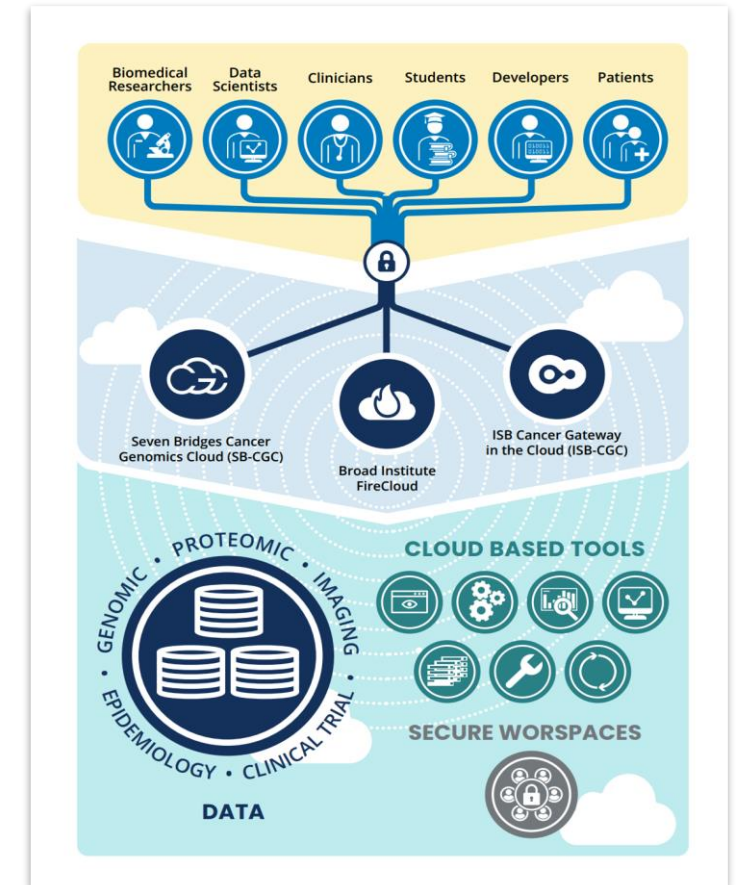 Biomedical
Researchers
Data
Scientists
Clinicians
Students
Developers
Patients
010011
010011
Seven Bridges Cancer
Genomics Cloud (SB-CGC)
Broad Institute
FireCloud
ISB Cancer Gateway
in the Cloud (ISB-CGC)
GENOMIC • PROTEOMIC • IMAGING • CLINICAL TRIAL • EPIDEMIOLOGY •
DATA
CLOUD BASED TOOLS
SECURE WORSPACES